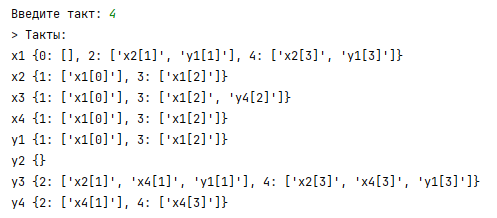 Введите такт: 4
> Такты:
x1 {0: [], 2: ['x2[1]', 'y1[1]'], 4: ['x2[3]', 'y1[3]']}
x2 {1: ['x1[0]'], 3: ['x1[2]']}
x3 {1: ['x1[0]'], 3: ['x1[2]', 'y4[2]']}
x4 {1: ['x1[0]'], 3: ['x1[2]']}
y1 {1: ['x1[0]'], 3: ['x1[2]']}
y2 {}
y3 {2: ['x2[1]', 'x4[1]', 'y1[1]'], 4: ['x2[3]', 'x4[3]', 'y1[3]']}
y4 {2: ['x4[1]'], 4: ['x4[3]']}